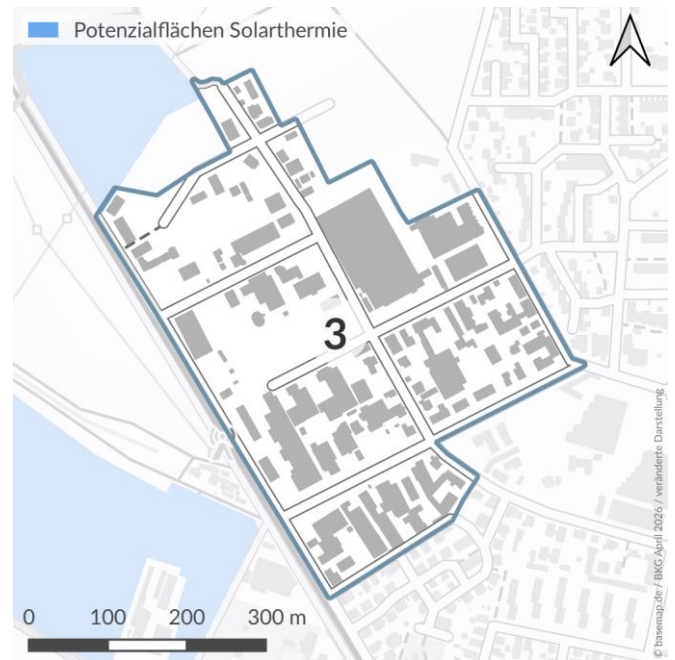 Potenzialflächen Solarthermie
3
0 100 200 300 m
© basemap.de / BKG April 2026 / veränderte Darstellung